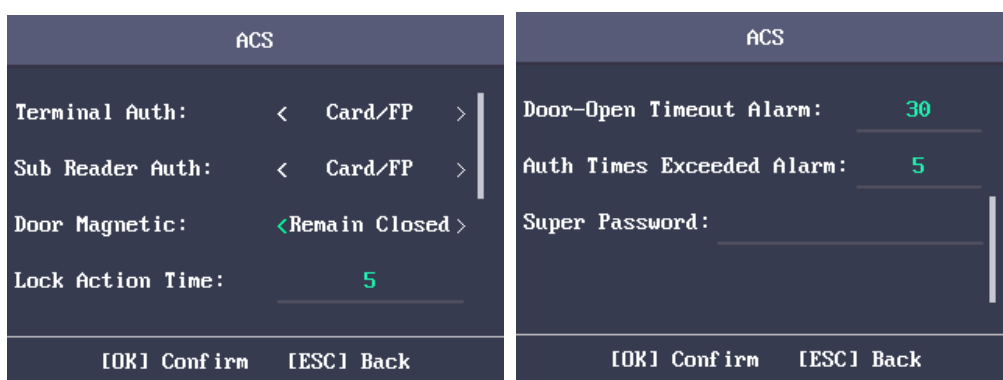 ACS
Terminal Auth: < Card/FP >
Sub Reader Auth: < Card/FP >
Door Magnetic: <Remain Closed>
Lock Action Time: 5
[OK] Confirm [ESC] Back
ACS
Door-Open Timeout Alarm: 30
Auth Times Exceeded Alarm: 5
Super Password:
[OK] Confirm [ESC] Back